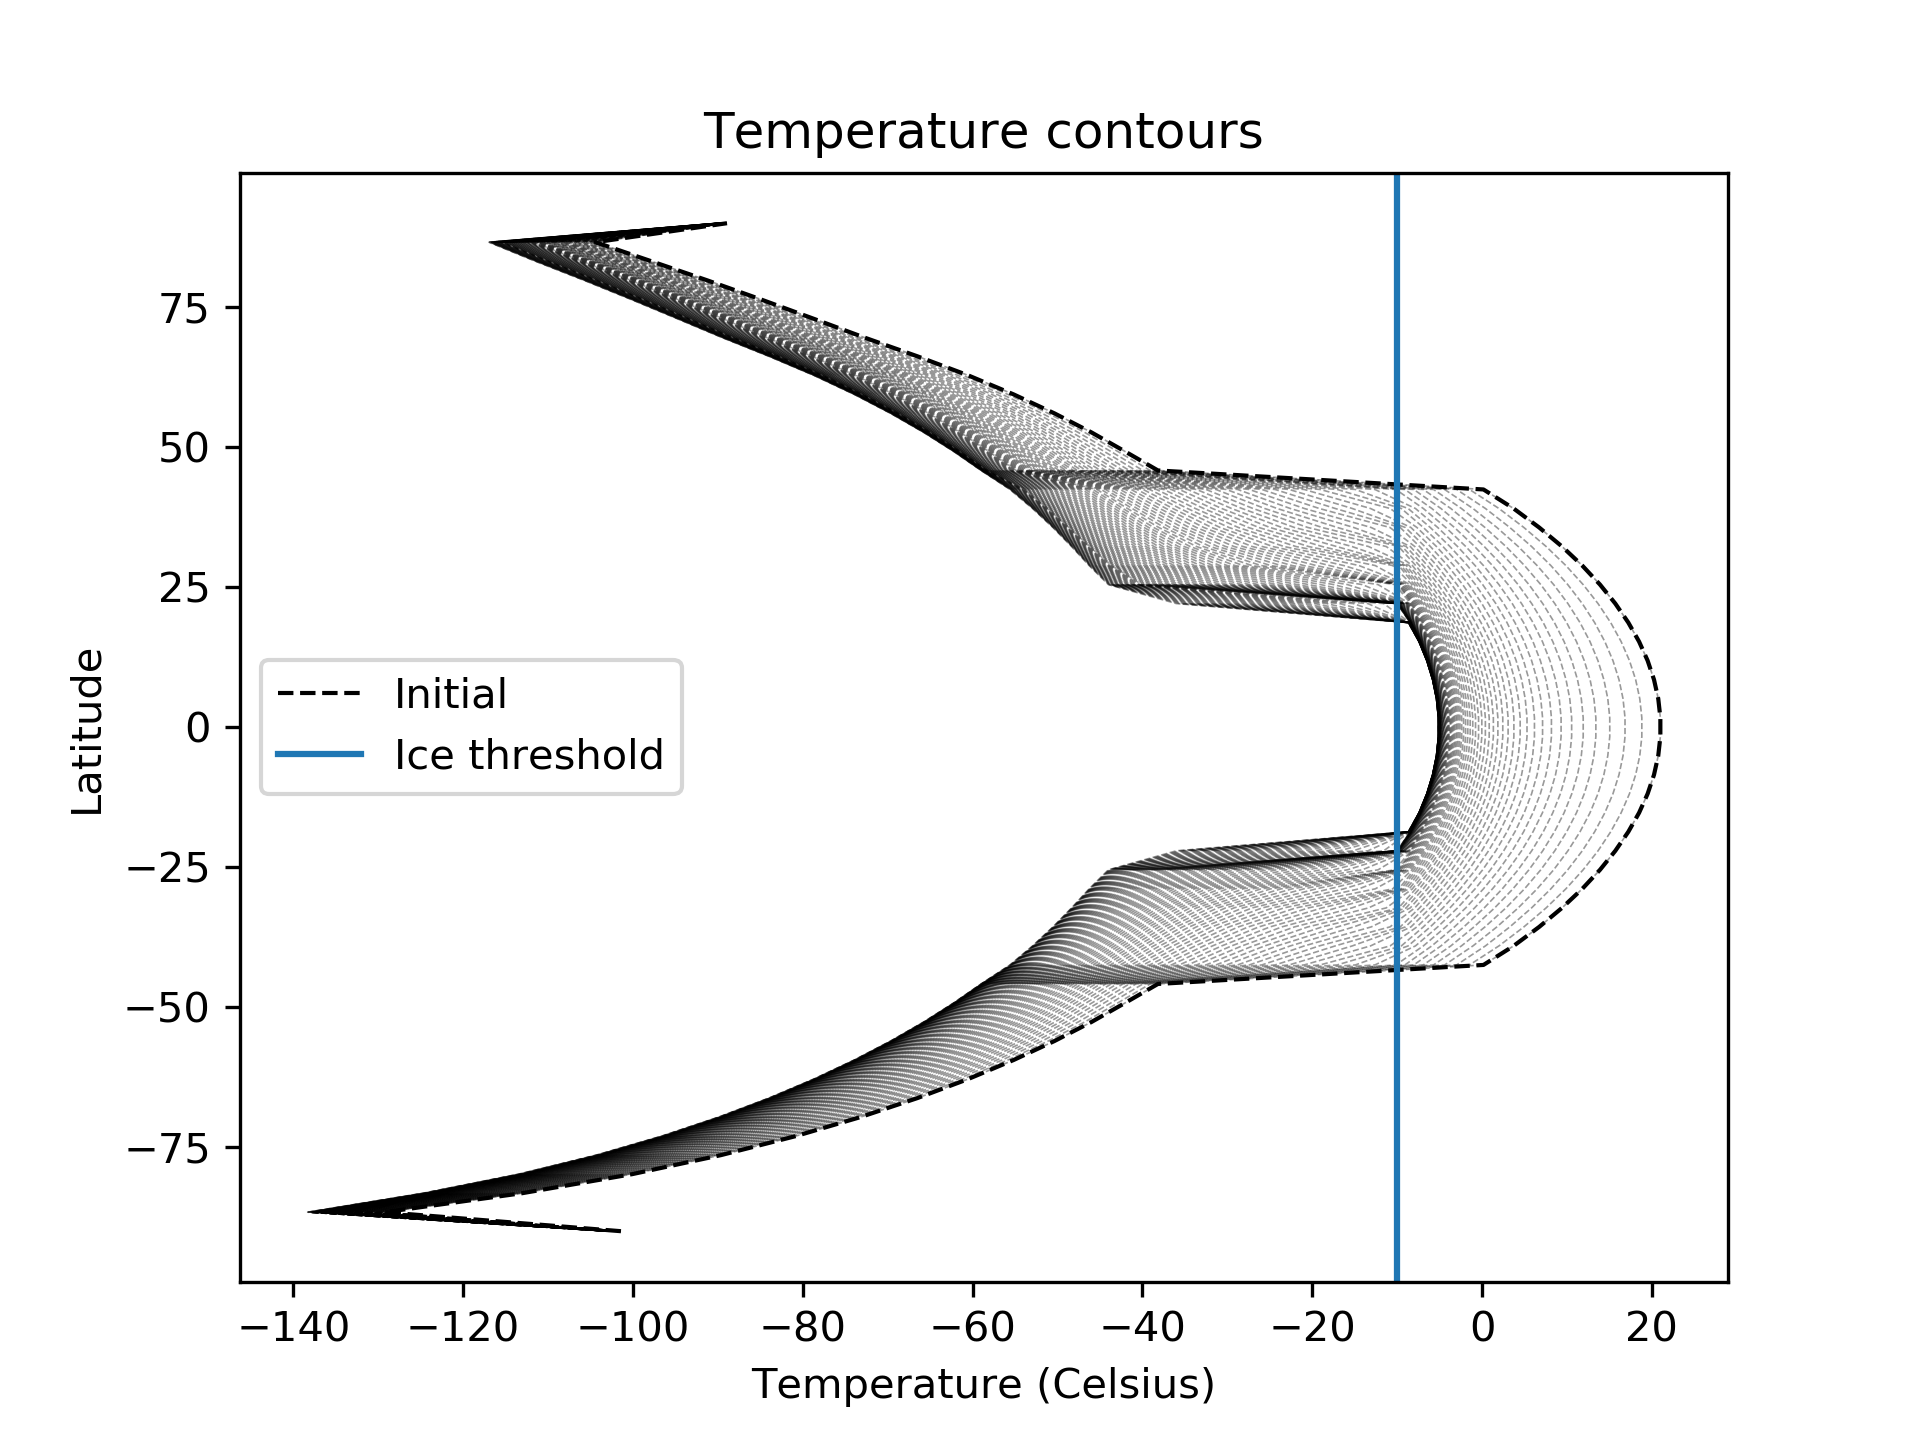 Temperature contours
75
50
25
0
−25
−50
−75
Latitude
Initial
Ice threshold
−140 −120 −100 −80 −60 −40 −20 0 20
Temperature (Celsius)